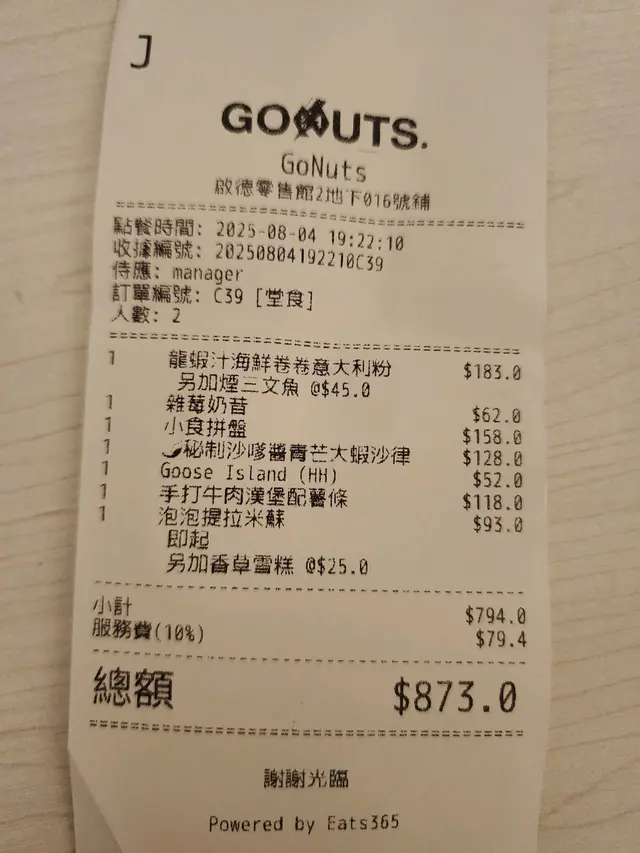 J
GONUTS.
GoNuts
啟德零售館2地下016號舖
點餐時間: 2025-08-04 19:22:10
收據編號: 20250804192210C39
侍應: manager
訂單編號: C39 [堂食]
人數: 2
1 龍蝦汁海鮮卷卷意大利粉 $183.0
另加煙三文魚 @$45.0
1 雜莓奶昔 $62.0
1 小食拼盤 $158.0
1 🌶秘制沙嗲醬青芒大蝦沙律 $128.0
1 Goose Island (HH) $52.0
1 手打牛肉漢堡配薯條 $118.0
1 泡泡提拉米蘇 $93.0
即起
另加香草雪糕 @$25.0
小計 $794.0
服務費(10%) $79.4
總額 $873.0
謝謝光臨
Powered by Eats365